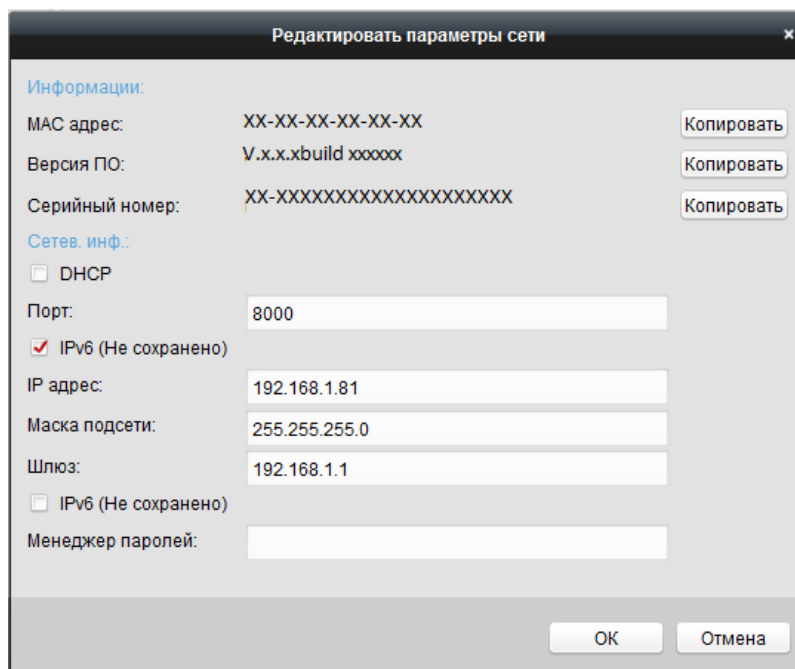 Редактировать параметры сети ×
Информации:
MAC адрес: XX-XX-XX-XX-XX-XX Копировать
Версия ПО: V.x.x.xbuild xxxxxx Копировать
Серийный номер: XX-XXXXXXXXXXXXXXXXXXXX Копировать
Сетев. инф.:
DHCP
Порт: 8000
IPv6 (Не сохранено)
IP адрес: 192.168.1.81
Маска подсети: 255.255.255.0
Шлюз: 192.168.1.1
IPv6 (Не сохранено)
Менеджер паролей:
ОК Отмена